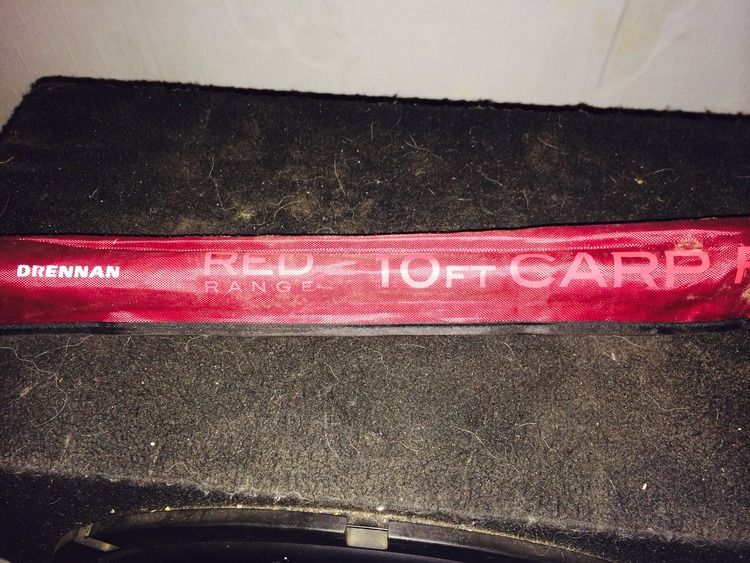 DRENNAN
RED
RANGE
10FT CARP